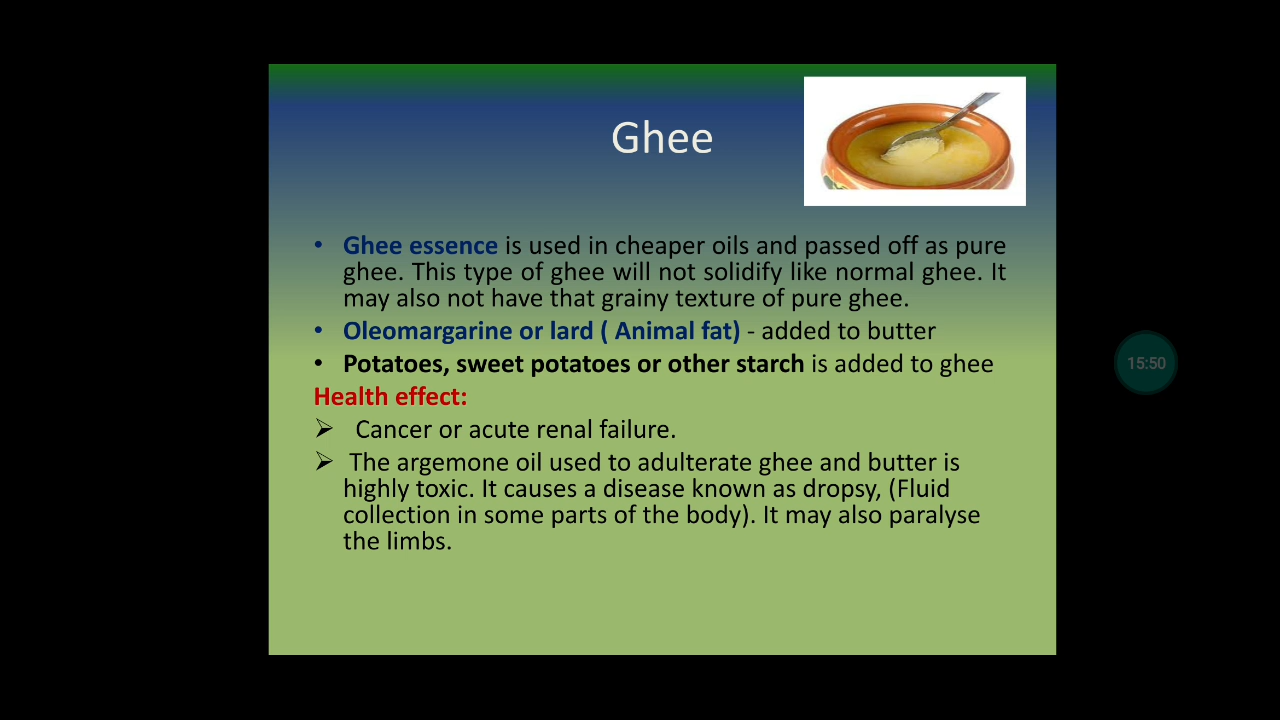 Ghee
• Ghee essence is used in cheaper oils and passed off as pure
ghee. This type of ghee will not solidify like normal ghee. It
may also not have that grainy texture of pure ghee.
• Oleomargarine or lard ( Animal fat) - added to butter
• Potatoes, sweet potatoes or other starch is added to ghee
Health effect:
➢ Cancer or acute renal failure.
➢ The argemone oil used to adulterate ghee and butter is
highly toxic. It causes a disease known as dropsy, (Fluid
collection in some parts of the body). It may also paralyse
the limbs.
15:50